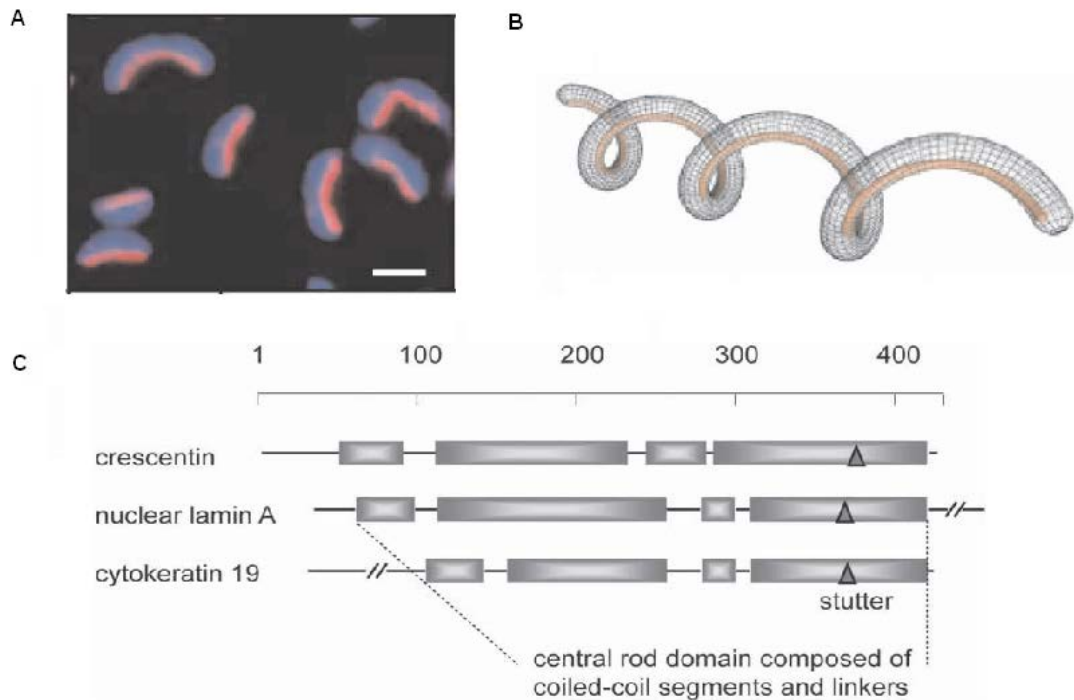 A
B
C
1 100 200 300 400
crescentin
nuclear lamin A
cytokeratin 19
stutter
central rod domain composed of
coiled-coil segments and linkers